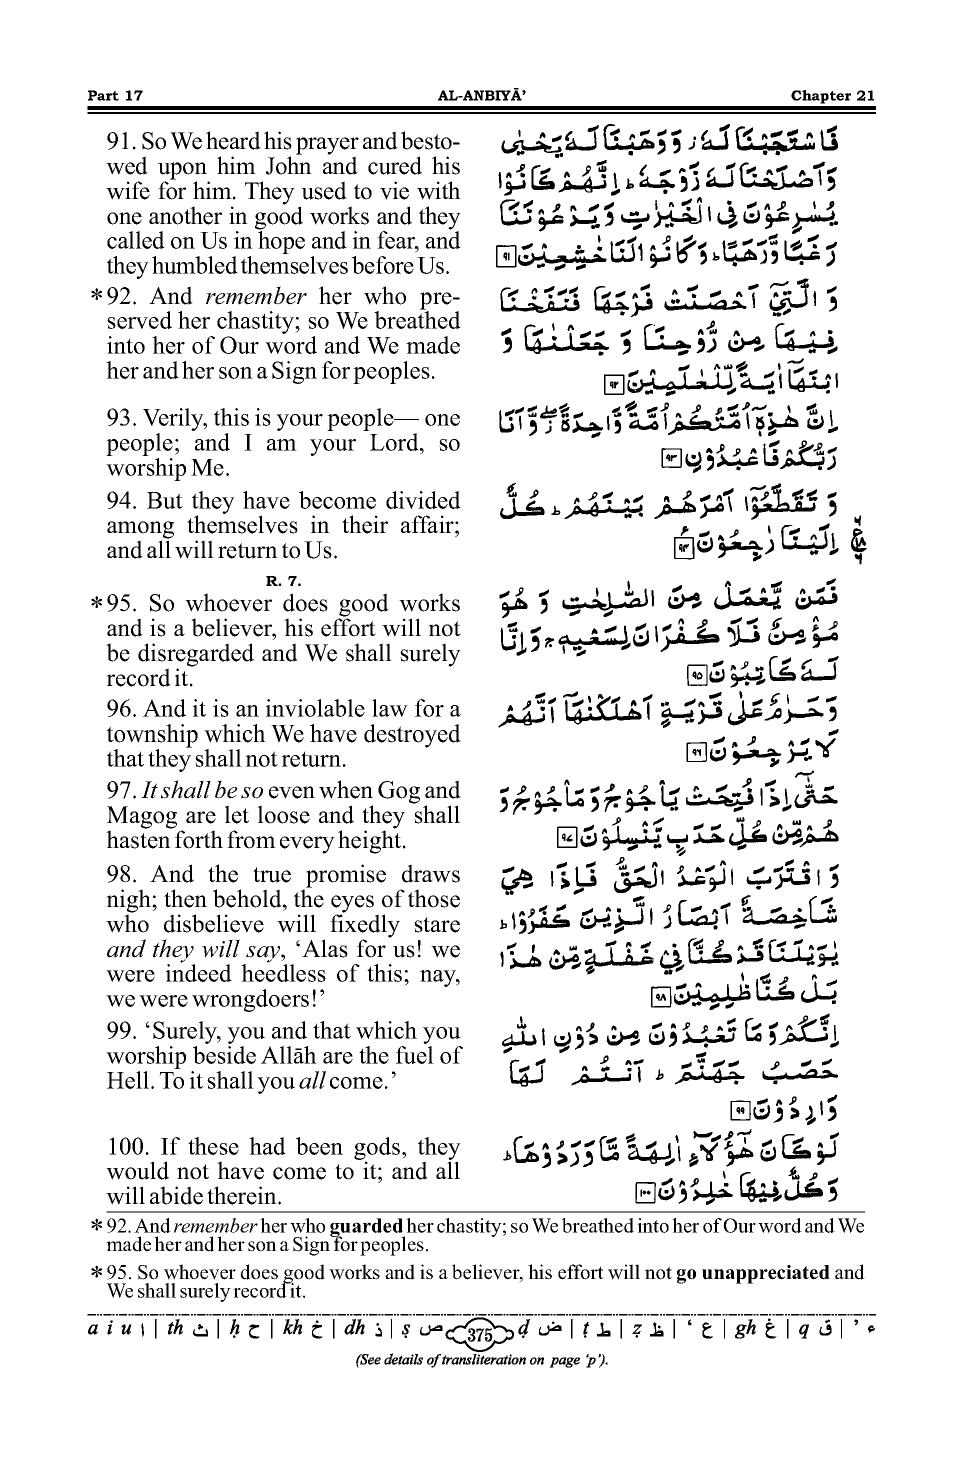 Part 17 AL-ANBIYĀ’ Chapter 21
91. So We heard his prayer and besto-
wed upon him John and cured his
wife for him. They used to vie with
one another in good works and they
called on Us in hope and in fear, and
they humbled themselves before Us.
*92. And remember her who pre-
served her chastity; so We breathed
into her of Our word and We made
her and her son a Sign for peoples.
93. Verily, this is your people— one
people; and I am your Lord, so
worship Me.
94. But they have become divided
among themselves in their affair;
and all will return to Us.
R. 7.
*95. So whoever does good works
and is a believer, his effort will not
be disregarded and We shall surely
record it.
96. And it is an inviolable law for a
township which We have destroyed
that they shall not return.
97. It shall be so even when Gog and
Magog are let loose and they shall
hasten forth from every height.
98. And the true promise draws
nigh; then behold, the eyes of those
who disbelieve will fixedly stare
and they will say, ‘Alas for us! we
were indeed heedless of this; nay,
we were wrongdoers!’
99. ‘Surely, you and that which you
worship beside Allāh are the fuel of
Hell. To it shall you all come.’
100. If these had been gods, they
would not have come to it; and all
will abide therein.
فَاسْتَجَبْنَا لَهٗ ؗ وَوَهَبْنَا لَهٗ يَحْيٰى
وَاَصْلَحْنَا لَهٗ زَوْجَهٗ ؕ اِنَّهُمْ كَانُوْا
يُسٰرِعُوْنَ فِي الْخَيْرٰتِ وَيَدْعُوْنَنَا
رَغَبًا وَّرَهَبًا ؕ وَكَانُوْا لَنَا خٰشِعِيْنَ ۹۱
وَ الَّتِيْۤ اَحْصَنَتْ فَرْجَهَا فَنَفَخْنَا
فِيْهَا مِنْ رُّوْحِنَا وَ جَعَلْنٰهَا وَ
ابْنَهَاۤ اٰيَةً لِّلْعٰلَمِيْنَ ۹۲
اِنَّ هٰذِهٖۤ اُمَّتُكُمْ اُمَّةً وَّاحِدَةً ۖ وَّاَنَا
رَبُّكُمْ فَاعْبُدُوْنِ ۹۳
وَ تَقَطَّعُوْۤا اَمْرَهُمْ بَيْنَهُمْ ؕ كُلٌّ
اِلَيْنَا رٰجِعُوْنَ ۹۴
فَمَنْ يَّعْمَلْ مِنَ الصّٰلِحٰتِ وَ هُوَ
مُؤْمِنٌ فَلَا كُفْرَانَ لِسَعْيِهٖ ۚ وَاِنَّا
لَهٗ كَاتِبُوْنَ ۹۵
وَحَرٰمٌ عَلٰى قَرْيَةٍ اَهْلَكْنٰهَاۤ اَنَّهُمْ
لَا يَرْجِعُوْنَ ۹۶
حَتّٰۤى اِذَا فُتِحَتْ يَاْجُوْجُ وَمَاْجُوْجُ وَ
هُمْ مِّنْ كُلِّ حَدَبٍ يَّنْسِلُوْنَ ۹۷
وَ اقْتَرَبَ الْوَعْدُ الْحَقُّ فَاِذَا هِيَ
شَاخِصَةٌ اَبْصَارُ الَّذِيْنَ كَفَرُوْا ؕ
يٰوَيْلَنَا قَدْ كُنَّا فِيْ غَفْلَةٍ مِّنْ هٰذَا
بَلْ كُنَّا ظٰلِمِيْنَ ۹۸
اِنَّكُمْ وَمَا تَعْبُدُوْنَ مِنْ دُوْنِ اللّٰهِ
حَصَبُ جَهَنَّمَ ؕ اَنْتُمْ لَهَا
وَارِدُوْنَ ۹۹
لَوْ كَانَ هٰۤؤُلَآءِ اٰلِهَةً مَّا وَرَدُوْهَا ؕ
وَكُلٌّ فِيْهَا خٰلِدُوْنَ ۱۰۰
* 92. And remember her who guarded her chastity; so We breathed into her of Our word and We
made her and her son a Sign for peoples.
* 95. So whoever does good works and is a believer, his effort will not go unappreciated and
We shall surely record it.
a i u ا | th ث | ḥ ح | kh خ | dh ذ | ṣ ص 375 ḍ ض | ṭ ط | ẓ ظ | ‘ ع | gh غ | q ق | ’ ء
(See details of transliteration on page ‘p’).